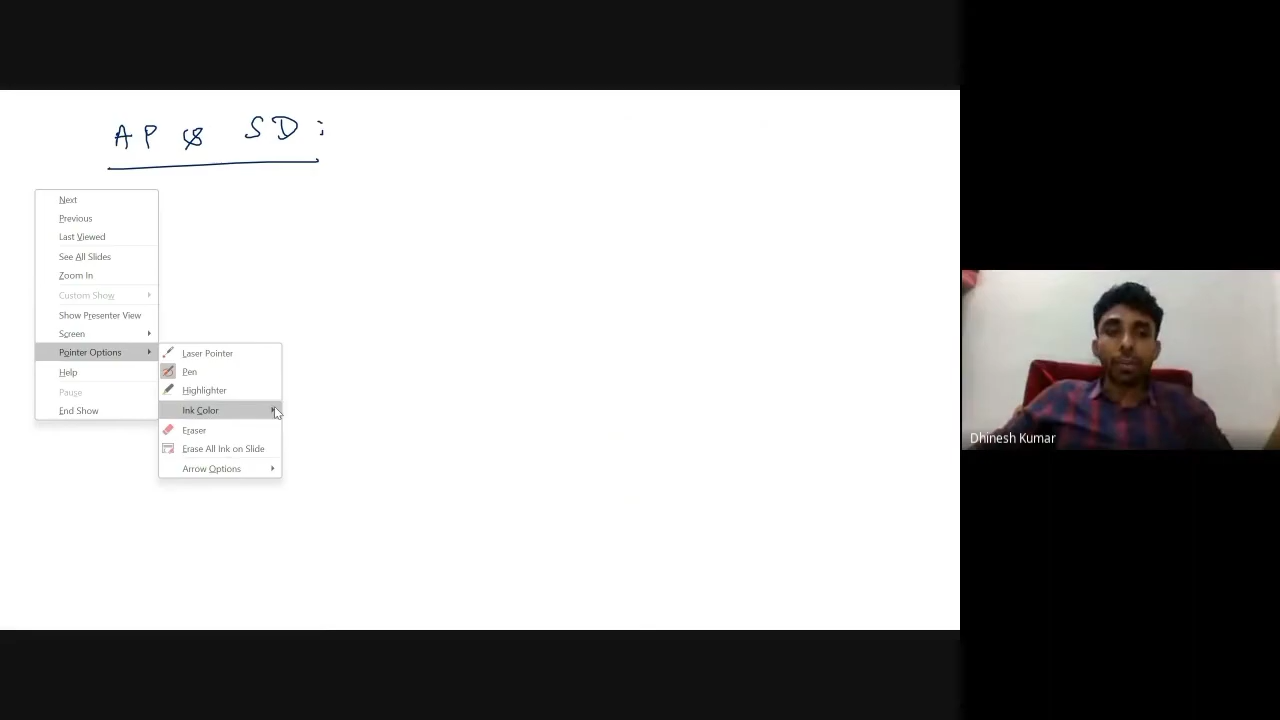 AP & SD :
Next
Previous
Last Viewed
See All Slides
Zoom In
Custom Show
Show Presenter View
Screen
Pointer Options
Help
Pause
End Show
Laser Pointer
Pen
Highlighter
Ink Color
Eraser
Erase All Ink on Slide
Arrow Options
Dhinesh Kumar